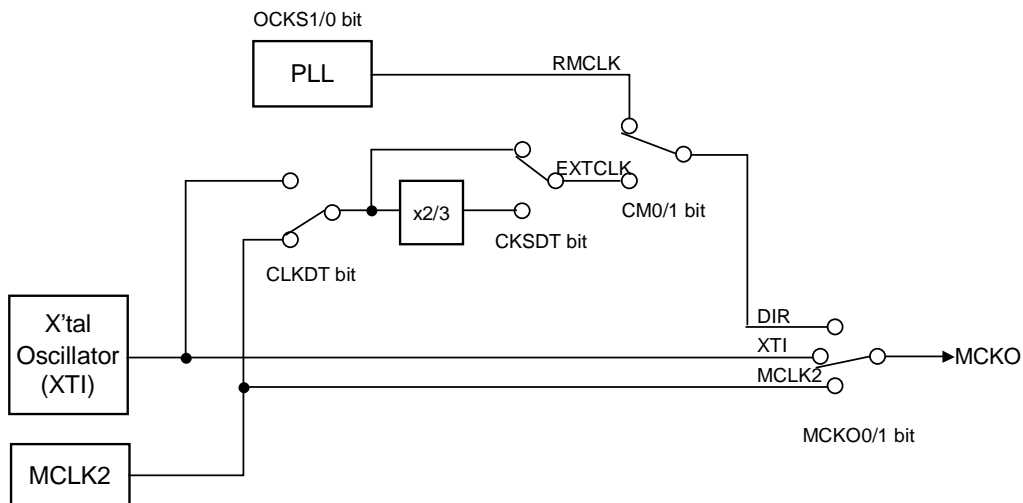 OCKS1/0 bit
PLL
RMCLK
EXTCLK
x2/3
CM0/1 bit
CKSDT bit
CLKDT bit
X'tal
Oscillator
(XTI)
DIR
XTI
MCKO
MCLK2
MCKO0/1 bit
MCLK2